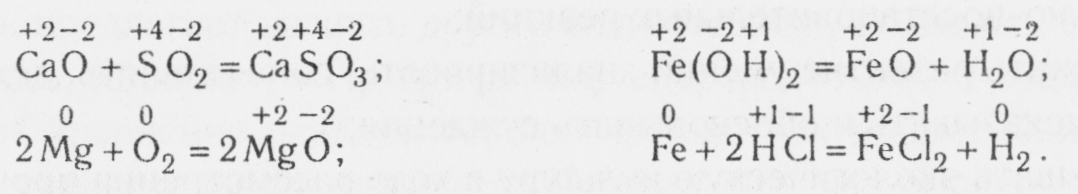 +2 −2 +4 −2 +2 +4 −2
CaO + SO₂ = CaSO₃
0 0 +2 −2
2Mg + O₂ = 2MgO;
+2 −2 +1 +2 −2 +1 −2
Fe(OH)₂ = FeO + H₂O;
0 +1 −1 +2 −1 0
Fe + 2HCl = FeCl₂ + H₂.